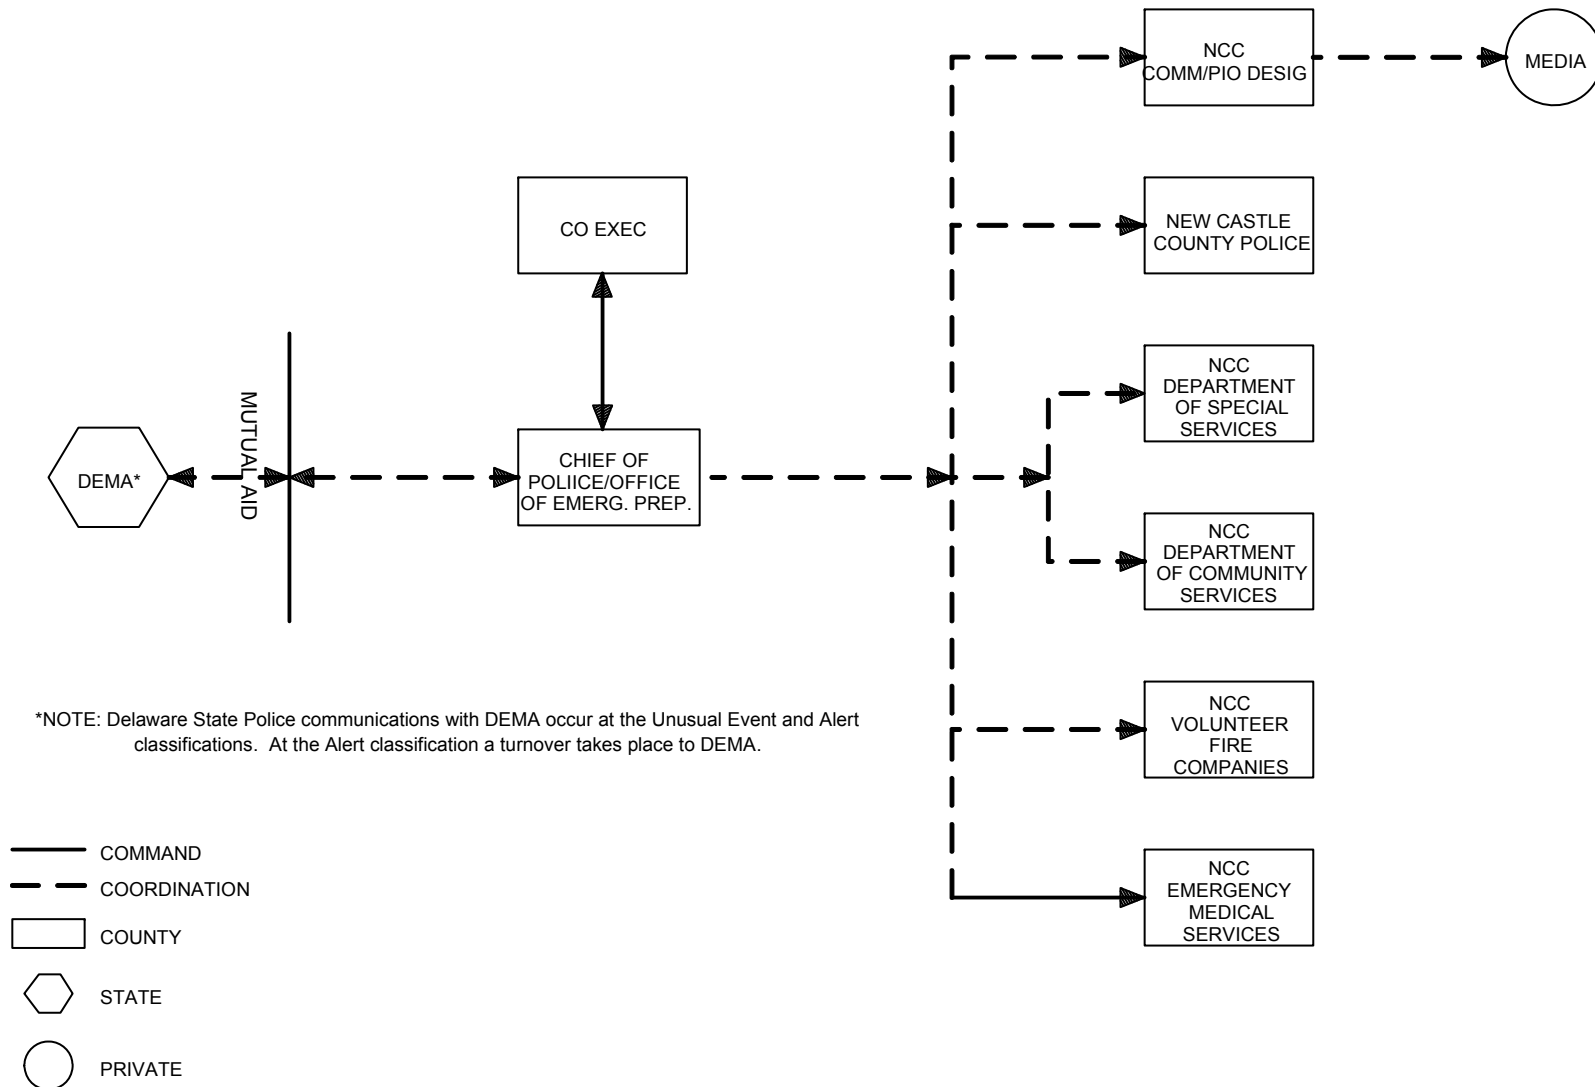 NCC
COMM/PIO DESIG
MEDIA
CO EXEC
NEW CASTLE
COUNTY POLICE
NCC
DEPARTMENT
OF SPECIAL
SERVICES
MUTUAL AID
DEMA*
CHIEF OF
POLIICE/OFFICE
OF EMERG. PREP.
NCC
DEPARTMENT
OF COMMUNITY
SERVICES
NCC
VOLUNTEER
FIRE
COMPANIES
*NOTE: Delaware State Police communications with DEMA occur at the Unusual Event and Alert
classifications.  At the Alert classification a turnover takes place to DEMA.
NCC
EMERGENCY
MEDICAL
SERVICES
COMMAND
COORDINATION
COUNTY
STATE
PRIVATE